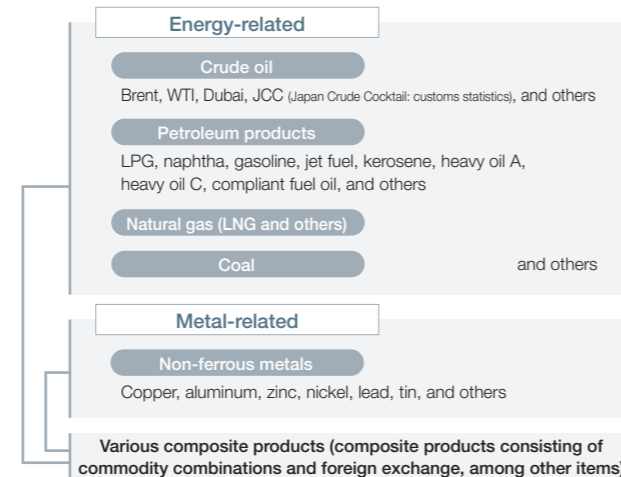 Energy-related
Crude oil
Brent, WTI, Dubai, JCC (Japan Crude Cocktail: customs statistics), and others
Petroleum products
LPG, naphtha, gasoline, jet fuel, kerosene, heavy oil A,
heavy oil C, compliant fuel oil, and others
Natural gas (LNG and others)
Coal
and others
Metal-related
Non-ferrous metals
Copper, aluminum, zinc, nickel, lead, tin, and others
Various composite products (composite products consisting of
commodity combinations and foreign exchange, among other items)